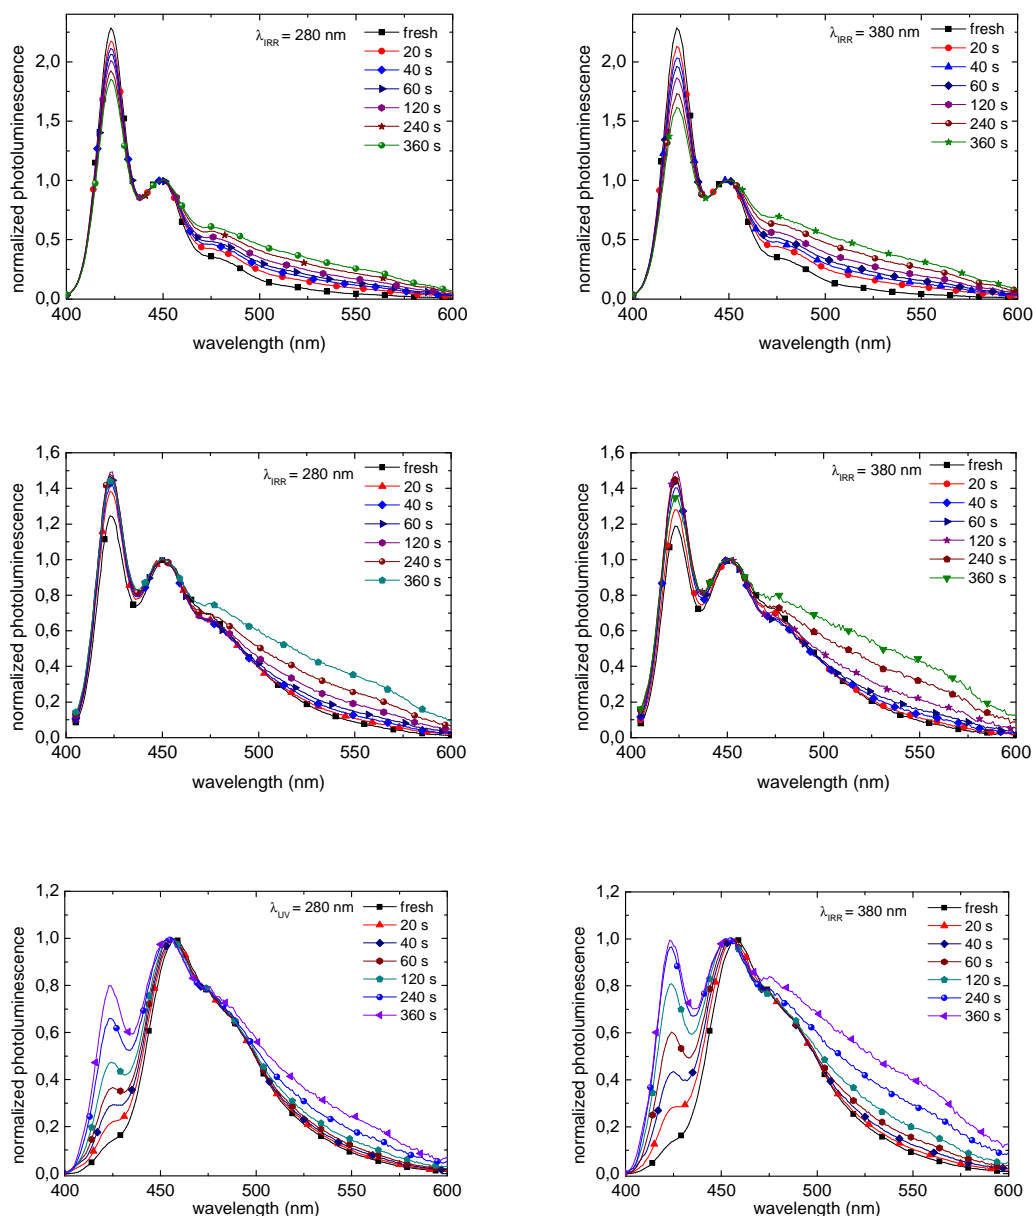 λIRR = 280 nm
fresh
20 s
40 s
60 s
120 s
240 s
360 s
2,0
1,5
1,0
0,5
0,0
normalized photoluminescence
400 450 500 550 600
wavelength (nm)
λIRR = 380 nm
fresh
20 s
40 s
60 s
120 s
240 s
360 s
2,0
1,5
1,0
0,5
0,0
normalized photoluminescence
400 450 500 550 600
wavelength (nm)
λIRR = 280 nm
fresh
20 s
40 s
60 s
120 s
240 s
360 s
1,6
1,4
1,2
1,0
0,8
0,6
0,4
0,2
0,0
normalized photoluminescence
400 450 500 550 600
wavelength (nm)
λIRR = 380 nm
fresh
20 s
40 s
60 s
120 s
240 s
360 s
1,6
1,4
1,2
1,0
0,8
0,6
0,4
0,2
0,0
normalized photoluminescence
400 450 500 550 600
wavelength (nm)
λUV = 280 nm
fresh
20 s
40 s
60 s
120 s
240 s
360 s
1,2
1,0
0,8
0,6
0,4
0,2
0,0
normalized photoluminescence
400 450 500 550 600
wavelength (nm)
λIRR = 380 nm
fresh
20 s
40 s
60 s
120 s
240 s
360 s
1,2
1,0
0,8
0,6
0,4
0,2
0,0
normalized photoluminescence
400 450 500 550 600
wavelength (nm)